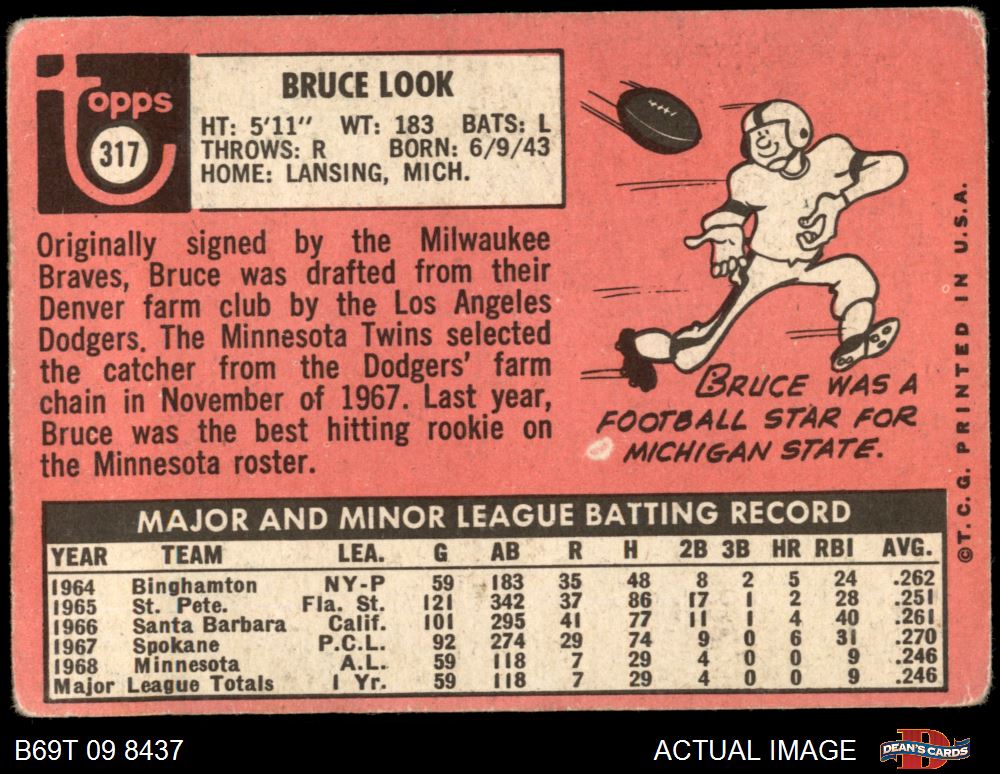 Topps
317
BRUCE LOOK
HT: 5'11" WT: 183 BATS: L
THROWS: R BORN: 6/9/43
HOME: LANSING, MICH.
Originally signed by the Milwaukee
Braves, Bruce was drafted from their
Denver farm club by the Los Angeles
Dodgers. The Minnesota Twins selected
the catcher from the Dodgers' farm
chain in November of 1967. Last year,
Bruce was the best hitting rookie on
the Minnesota roster.
BRUCE WAS A
FOOTBALL STAR FOR
MICHIGAN STATE.
©T.C.G. PRINTED IN U.S.A.
MAJOR AND MINOR LEAGUE BATTING RECORD
YEAR TEAM LEA. G AB R H 2B 3B HR RBI AVG.
1964 Binghamton NY-P 59 183 35 48 8 2 5 24 .262
1965 St. Pete. Fla. St. 121 342 37 86 17 1 2 28 .251
1966 Santa Barbara Calif. 101 295 41 77 11 1 4 40 .261
1967 Spokane P.C.L. 92 274 29 74 9 0 6 31 .270
1968 Minnesota A.L. 59 118 7 29 4 0 0 9 .246
Major League Totals 1 Yr. 59 118 7 29 4 0 0 9 .246
B69T 09 8437
ACTUAL IMAGE
DEAN'S CARDS